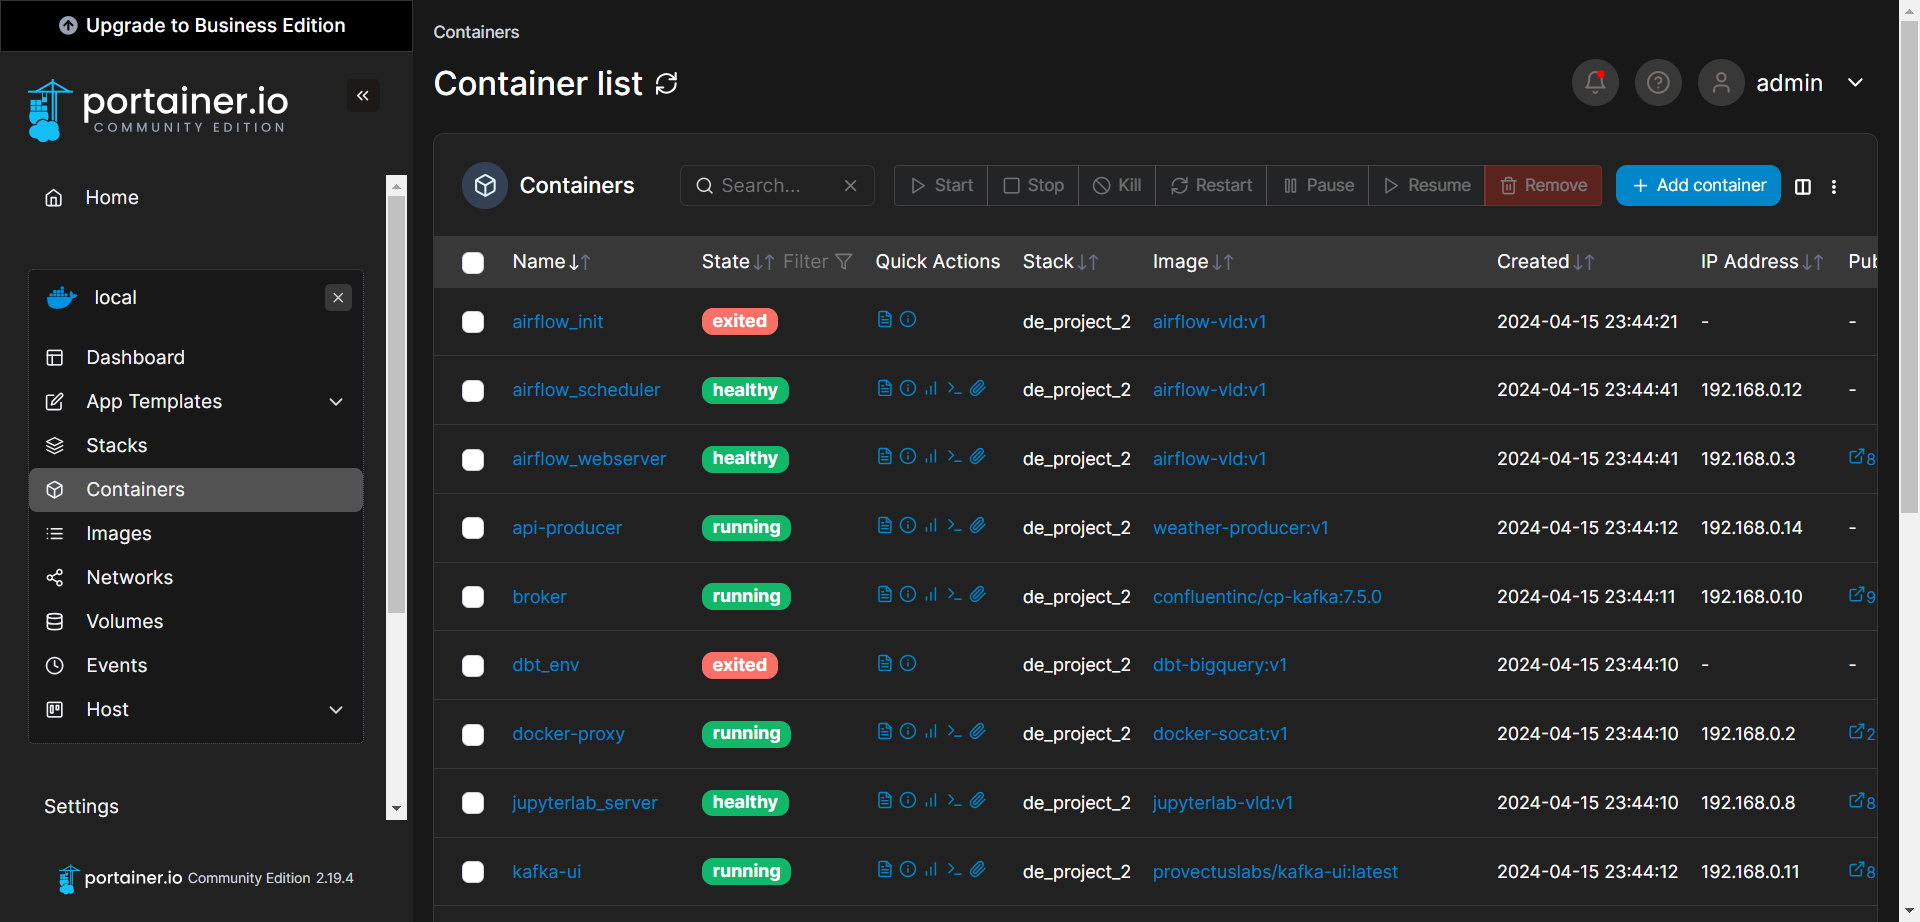 Upgrade to Business Edition
portainer.io
COMMUNITY EDITION
Home
local
Dashboard
App Templates
Stacks
Containers
Images
Networks
Volumes
Events
Host
Settings
portainer.io Community Edition 2.19.4
Containers
Container list
admin
Containers
Search...
Start Stop Kill Restart Pause Resume Remove
+ Add container
Name State Filter Quick Actions Stack Image Created IP Address Pub
airflow_init exited de_project_2 airflow-vld:v1 2024-04-15 23:44:21 - -
airflow_scheduler healthy de_project_2 airflow-vld:v1 2024-04-15 23:44:41 192.168.0.12 -
airflow_webserver healthy de_project_2 airflow-vld:v1 2024-04-15 23:44:41 192.168.0.3 8
api-producer running de_project_2 weather-producer:v1 2024-04-15 23:44:12 192.168.0.14 -
broker running de_project_2 confluentinc/cp-kafka:7.5.0 2024-04-15 23:44:11 192.168.0.10 9
dbt_env exited de_project_2 dbt-bigquery:v1 2024-04-15 23:44:10 - -
docker-proxy running de_project_2 docker-socat:v1 2024-04-15 23:44:10 192.168.0.2 2
jupyterlab_server healthy de_project_2 jupyterlab-vld:v1 2024-04-15 23:44:10 192.168.0.8 8
kafka-ui running de_project_2 provectuslabs/kafka-ui:latest 2024-04-15 23:44:12 192.168.0.11 8